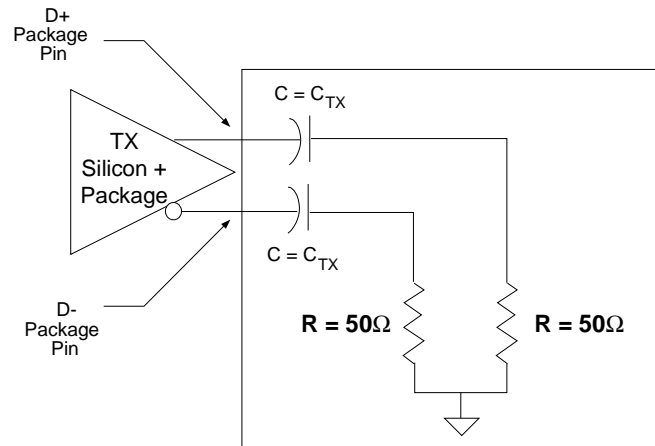 D+
Package
Pin
C = C_TX
TX
Silicon +
Package
C = C_TX
D-
Package
Pin
R = 50Ω
R = 50Ω